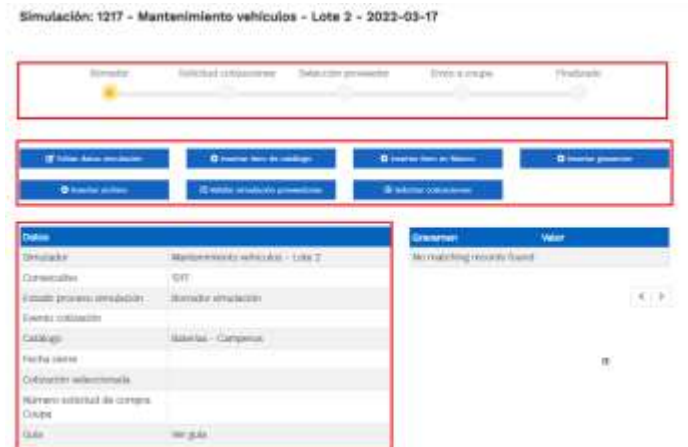 Simulación: 1217 - Mantenimiento vehículos - Lote 2 - 2022-03-17
Borrador Solicitud cotizaciones Selección proveedor Envío a coupa Finalizado
Editar datos simulación Insertar ítem de catálogo Insertar ítem en blanco Insertar gravamen
Insertar archivo Validar simulación proveedores Solicitar cotizaciones
Datos
Simulador Mantenimiento vehículos - Lote 2
Consecutivo 1217
Estado proceso simulación Borrador simulación
Evento cotización
Catálogo Baterías - Camperos
Fecha cierre
Cotización seleccionada
Número solicitud de compra
Coupa
Guía Ver guía
Gravamen Valor
No matching records found